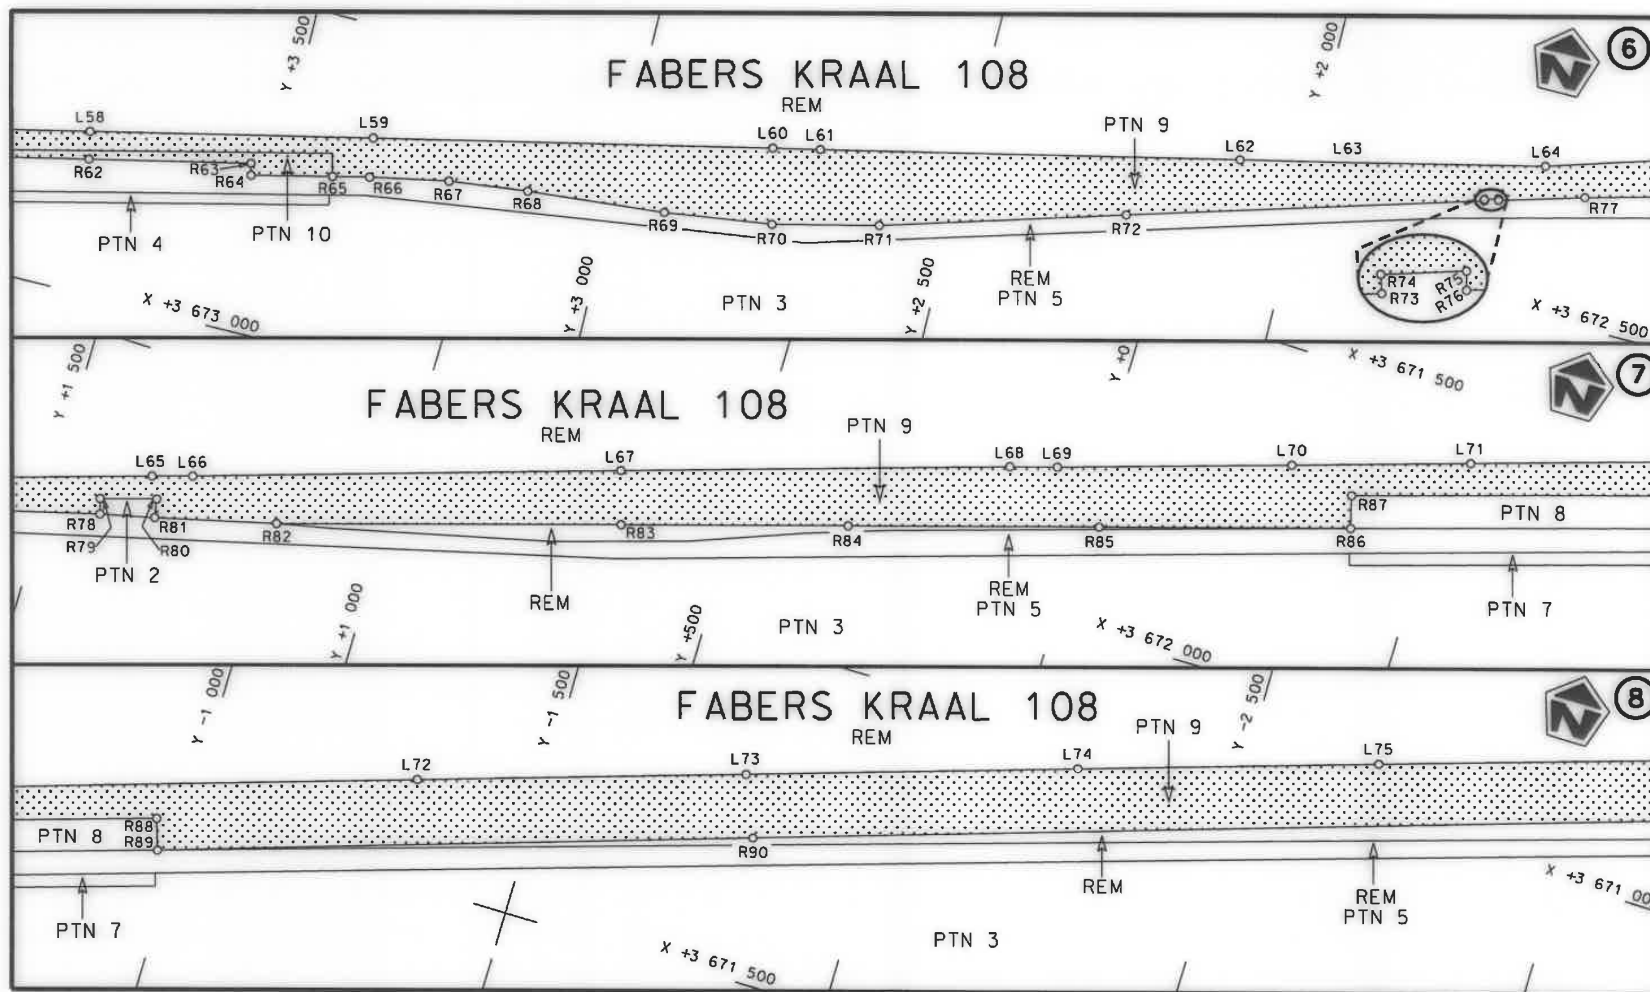 Y +3 500
Y +2 000
N
6
FABERS KRAAL 108
REM
L58
L59
L60
L61
PTN 9
L62
L63
L64
R62
R63
R64
R65
R66
R67
R68
R69
R70
R71
R72
R77
PTN 4
PTN 10
REM
PTN 5
R74
R73
R75
R76
X +3 673 000
Y +3 000
PTN 3
Y +2 500
X +3 672 500
Y +1 500
Y +0
X +3 671 500
N
7
FABERS KRAAL 108
REM
PTN 9
L65
L66
L67
L68
L69
L70
L71
R78
R79
R81
R80
R82
R83
R84
R85
R86
R87
PTN 8
PTN 2
REM
REM
PTN 5
PTN 7
Y +1 000
Y +500
PTN 3
X +3 672 000
Y -1 000
Y -1 500
Y -2 500
N
8
FABERS KRAAL 108
REM
PTN 9
L72
L73
L74
L75
PTN 8
R88
R89
R90
REM
REM
PTN 5
PTN 7
X +3 671 00
PTN 3
X +3 671 500